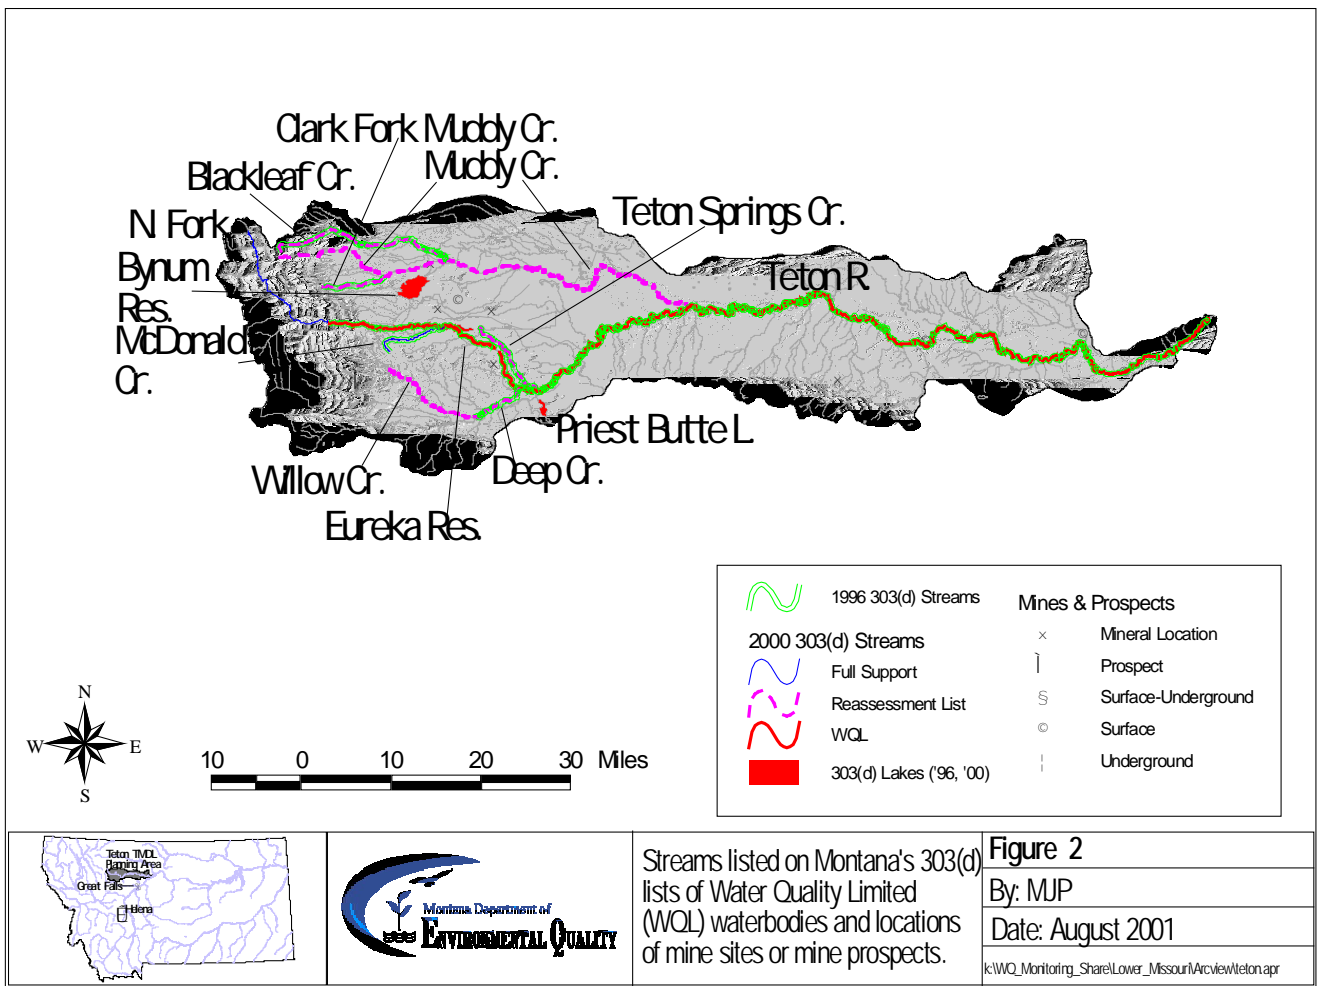 Clark Fork Muddy Cr.
Muddy Cr.
Blackleaf Cr.
Teton Springs Cr.
N. Fork
Bynum
Res.
Teton R.
McDonald
Cr.
Priest Butte L.
Deep Cr.
Willow Cr.
Eureka Res.
1996 303(d) Streams
2000 303(d) Streams
Full Support
Reassessment List
WQL
303(d) Lakes ('96, '00)
Mines & Prospects
x Mineral Location
Ì Prospect
§ Surface-Underground
© Surface
¦ Underground
N
W E
S
10 0 10 20 30 Miles
Teton TMDL
Planning Area
Great Falls
Helena
Montana Department of
ENVIRONMENTAL QUALITY
Streams listed on Montana's 303(d)
lists of Water Quality Limited
(WQL) waterbodies and locations
of mine sites or mine prospects.
Figure 2
By: MJP
Date: August 2001
k:\WQ_Monitoring_Share\Lower_Missouri\Arcview\teton.apr